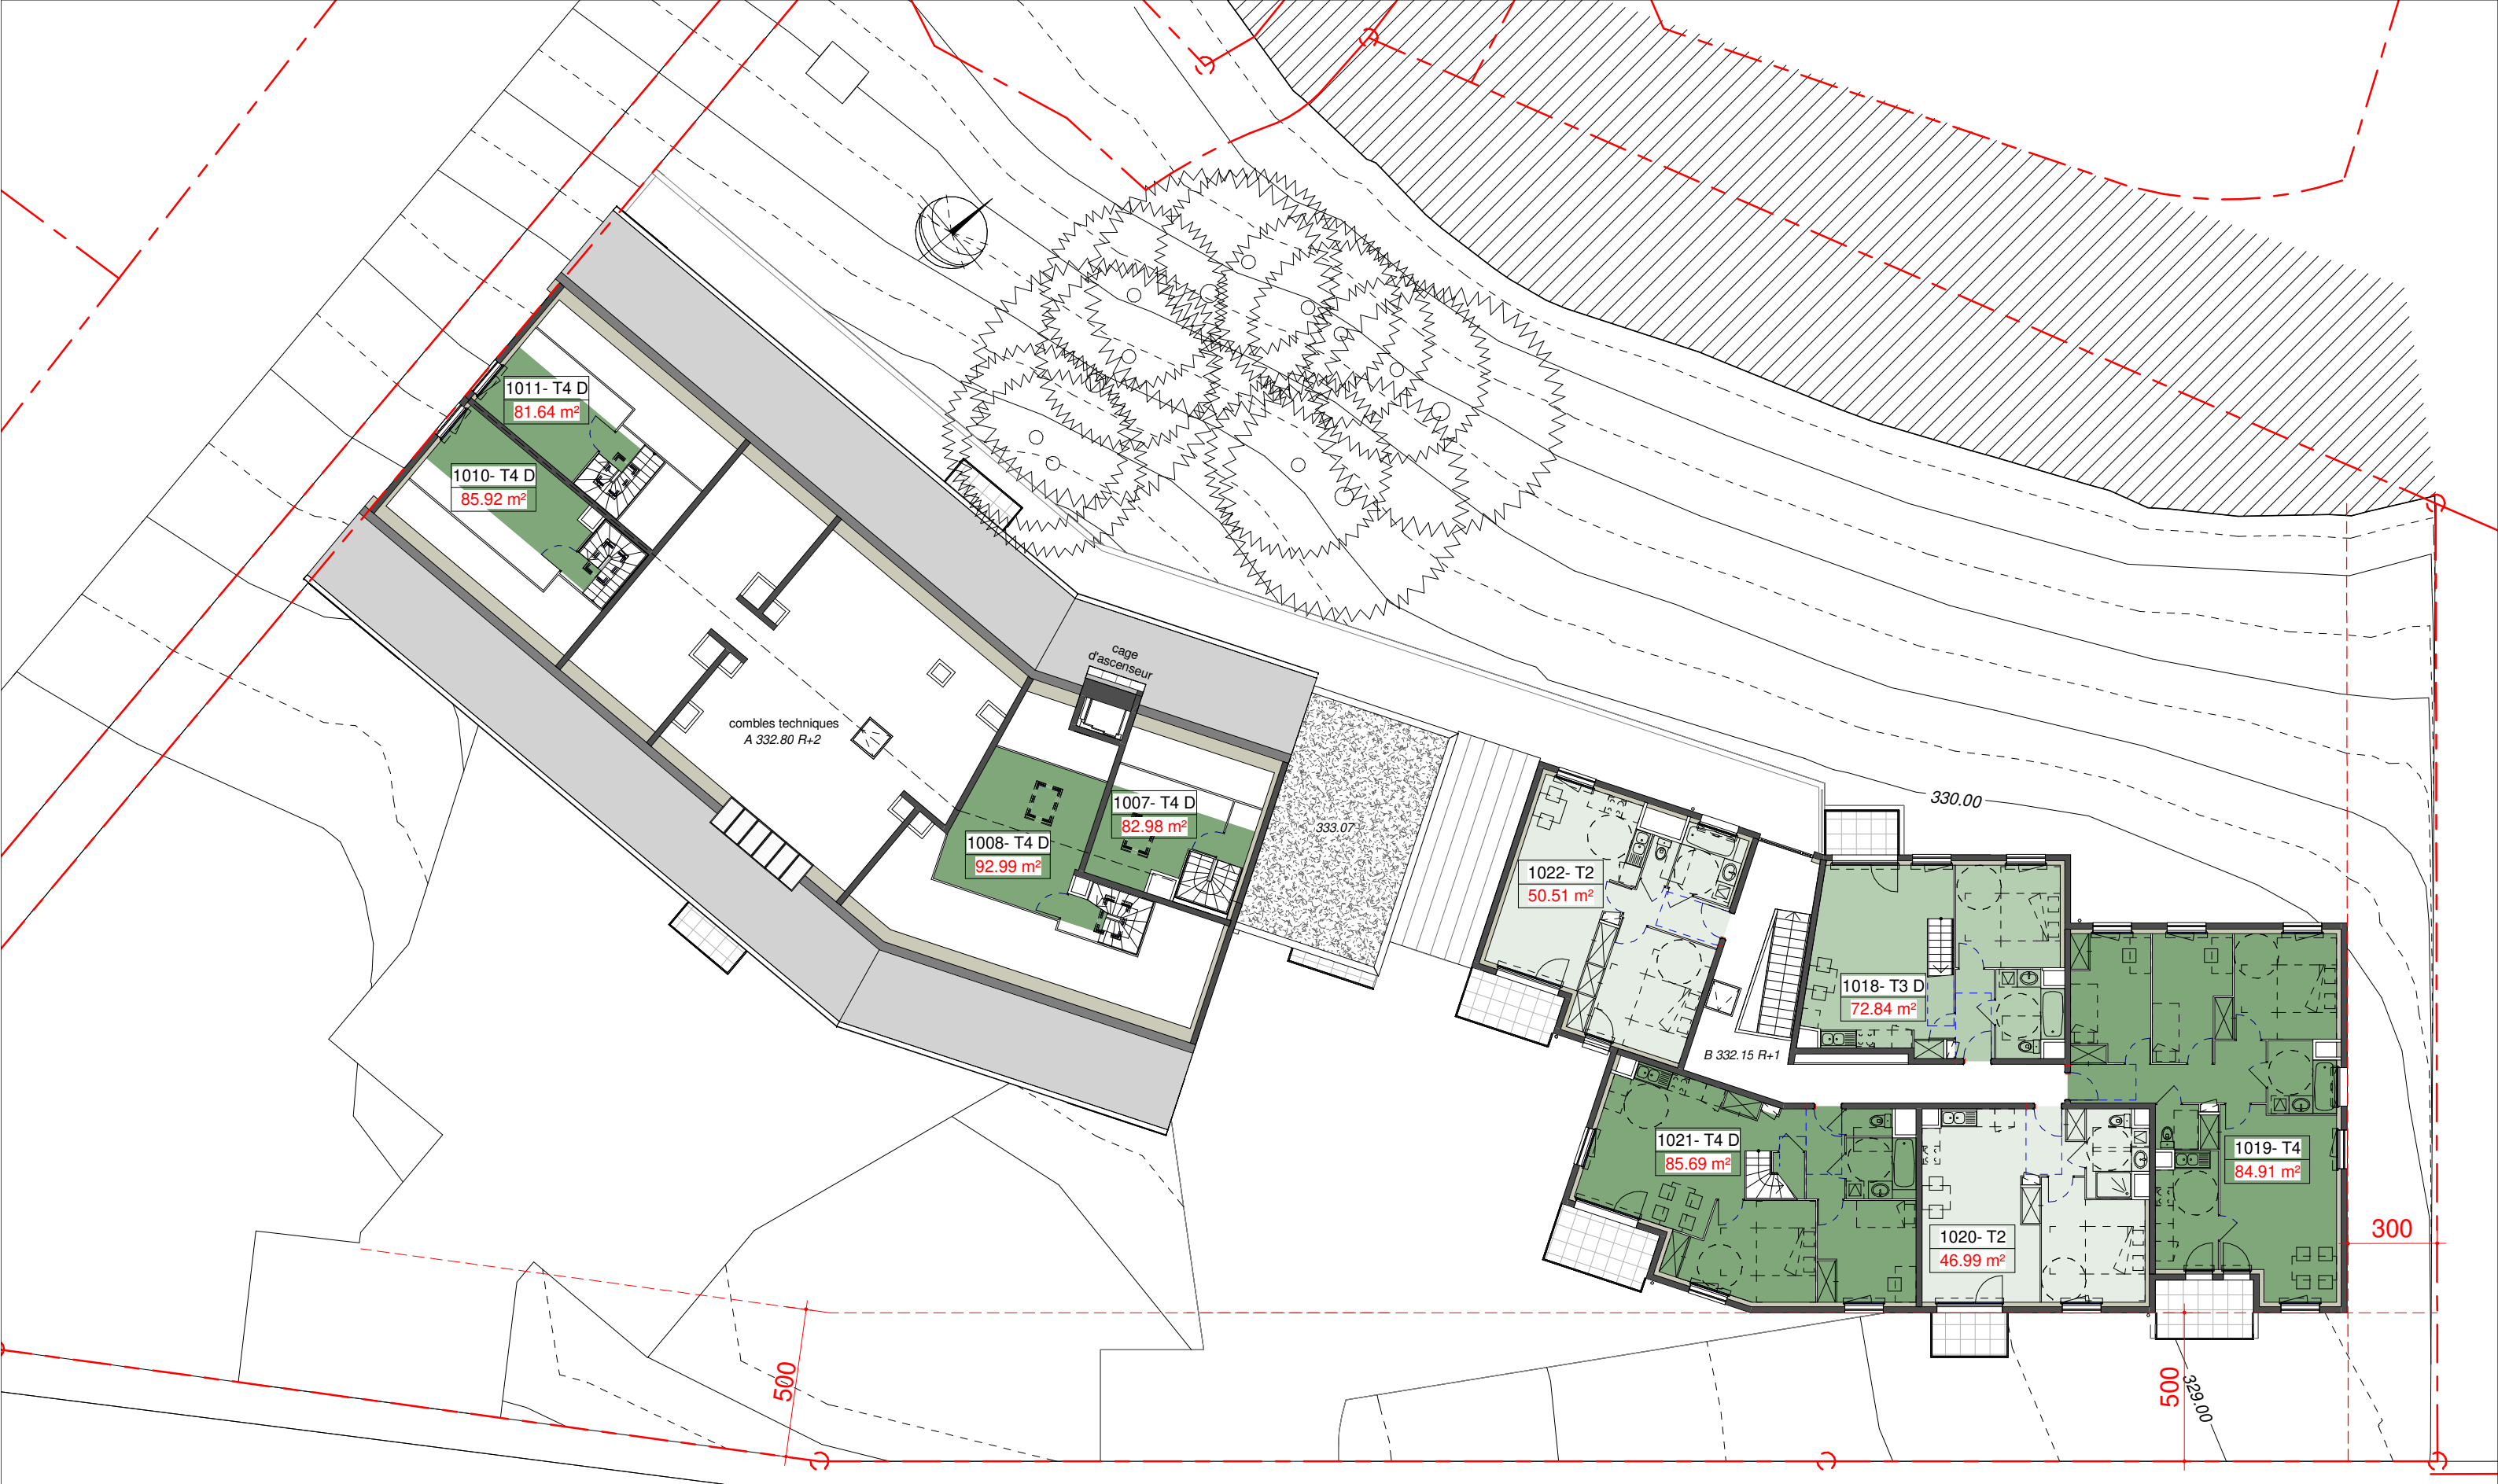 1011- T4 D
81.64 m²
1010- T4 D
85.92 m²
cage
d'ascenseur
combles techniques
A 332.80 R+2
1007- T4 D
82.98 m²
1008- T4 D
92.99 m²
333.07
330.00
1022- T2
50.51 m²
1018- T3 D
72.84 m²
B 332.15 R+1
1021- T4 D
85.69 m²
1019- T4
84.91 m²
1020- T2
46.99 m²
300
500
500
329.00